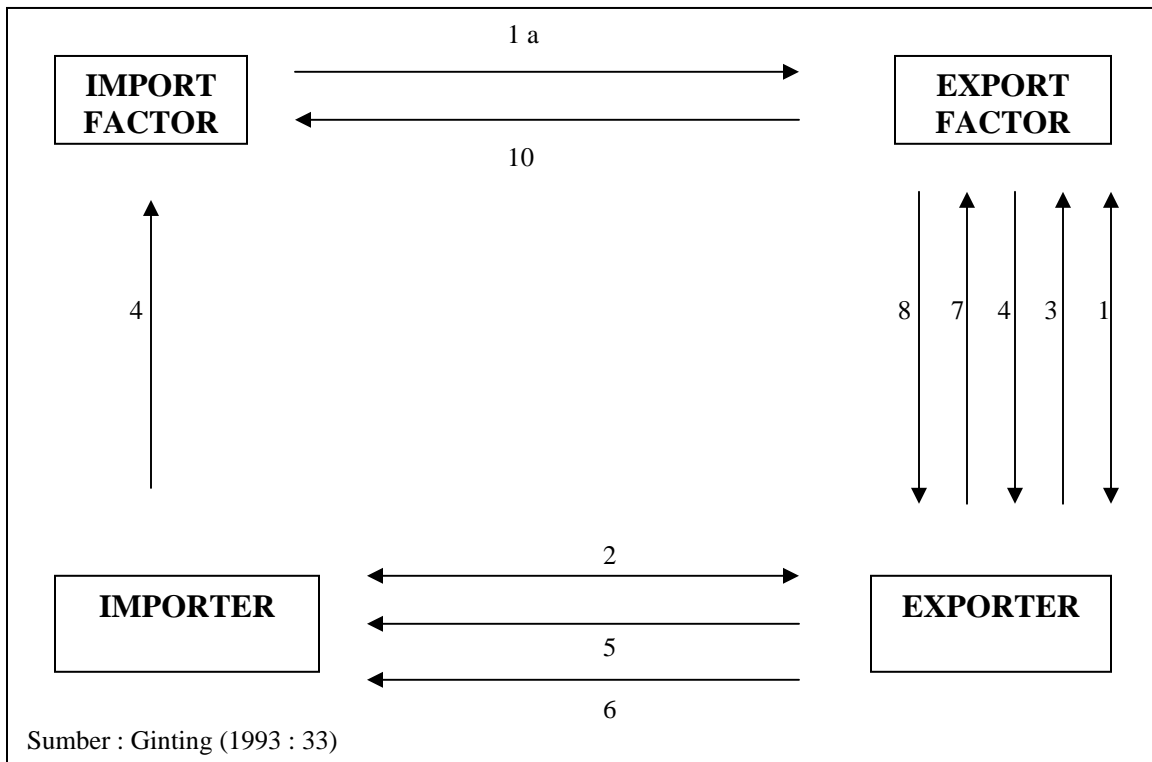 1 a
IMPORT
FACTOR
EXPORT
FACTOR
10
4
8 7 4 3 1
2
IMPORTER
EXPORTER
5
6
Sumber : Ginting (1993 : 33)